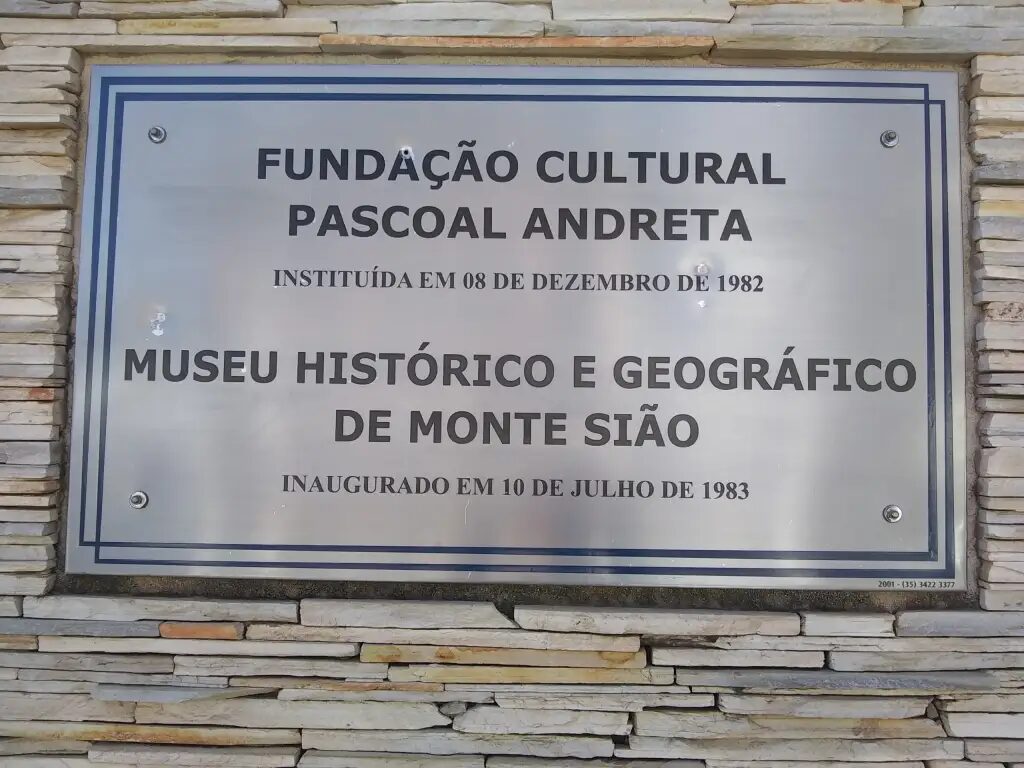 FUNDAÇÃO CULTURAL
PASCOAL ANDRETA
INSTITUÍDA EM 08 DE DEZEMBRO DE 1982
MUSEU HISTÓRICO E GEOGRÁFICO
DE MONTE SIÃO
INAUGURADO EM 10 DE JULHO DE 1983
2001 - (35) 3422 3377